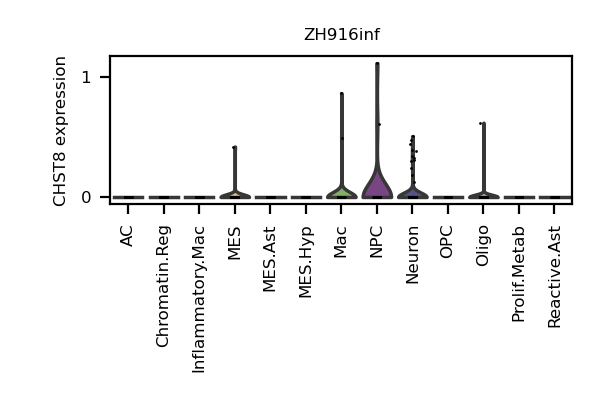 ZH916inf
CHST8 expression
1
0
AC
Chromatin.Reg
Inflammatory.Mac
MES
MES.Ast
MES.Hyp
Mac
NPC
Neuron
OPC
Oligo
Prolif.Metab
Reactive.Ast